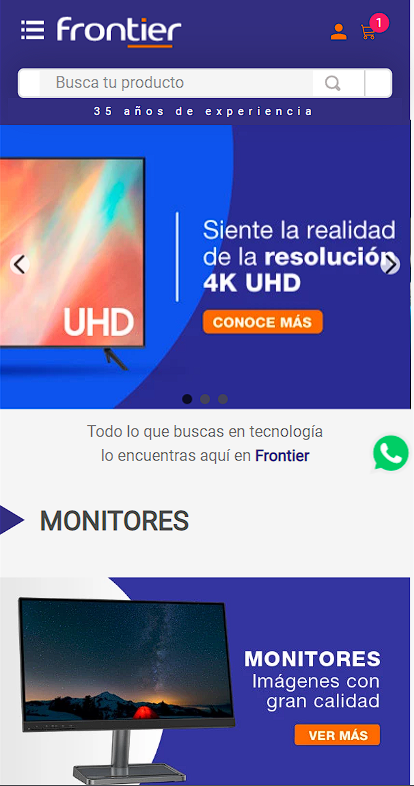 Frontier
1
Busca tu producto
35 años de experiencia
Siente la realidad
de la resolución
4K UHD
UHD
CONOCE MÁS
Todo lo que buscas en tecnología
lo encuentras aquí en Frontier
MONITORES
MONITORES
Imágenes con
gran calidad
VER MÁS